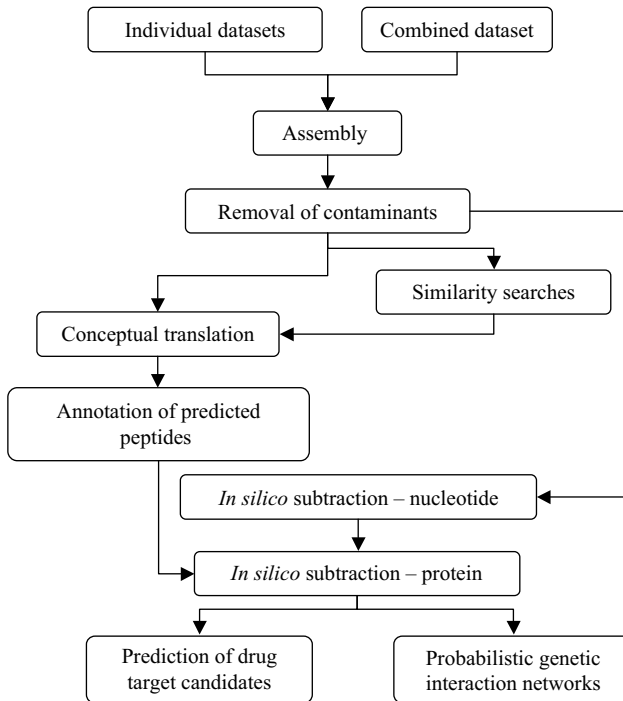 Individual datasets
Combined dataset
Assembly
Removal of contaminants
Similarity searches
Conceptual translation
Annotation of predicted
peptides
In silico subtraction – nucleotide
In silico subtraction – protein
Prediction of drug
target candidates
Probabilistic genetic
interaction networks